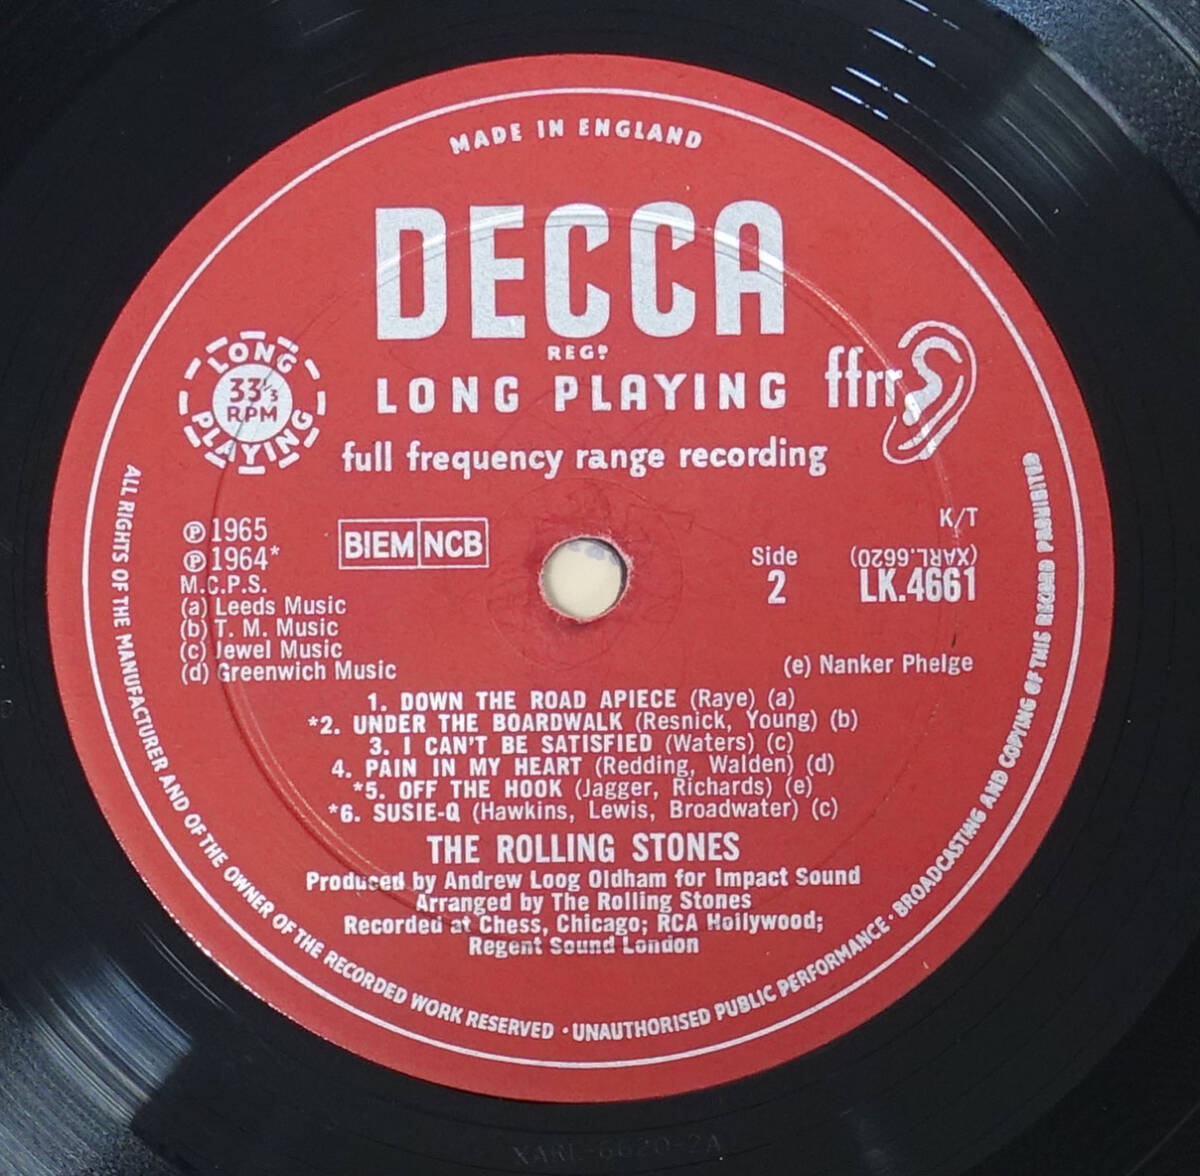 MADE IN ENGLAND
DECCA
REGD
LONG PLAYING
ffrr
full frequency range recording
LONG
33⅓
RPM
PLAYING
℗ 1965
℗ 1964*
M.C.P.S.
(a) Leeds Music
(b) T. M. Music
(c) Jewel Music
(d) Greenwich Music
BIEM NCB
Side
2
K/T
(XARL.6620)
LK.4661
(e) Nanker Phelge
1. DOWN THE ROAD APIECE (Raye) (a)
*2. UNDER THE BOARDWALK (Resnick, Young) (b)
3. I CAN'T BE SATISFIED (Waters) (c)
4. PAIN IN MY HEART (Redding, Walden) (d)
*5. OFF THE HOOK (Jagger, Richards) (e)
*6. SUSIE-Q (Hawkins, Lewis, Broadwater) (c)
THE ROLLING STONES
Produced by Andrew Loog Oldham for Impact Sound
Arranged by The Rolling Stones
Recorded at Chess, Chicago; RCA Hollywood;
Regent Sound London
ALL RIGHTS OF THE MANUFACTURER AND OF THE OWNER OF THE RECORDED WORK RESERVED · UNAUTHORISED PUBLIC PERFORMANCE · BROADCASTING AND COPYING OF THIS RECORD PROHIBITED
XARL-6620-2A